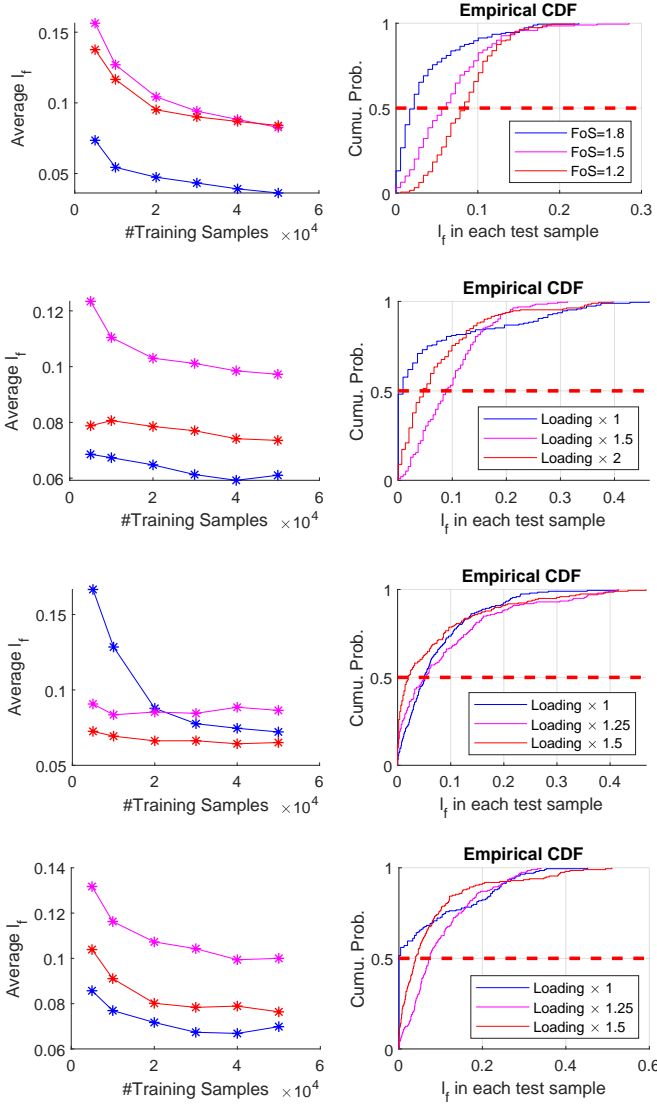 0.15
0.1
0.05
Average I_f
0 2 4 6
#Training Samples ×10^4
Empirical CDF
1
0.5
0
Cumu. Prob.
FoS=1.8
FoS=1.5
FoS=1.2
0 0.1 0.2 0.3
I_f in each test sample
0.12
0.1
0.08
0.06
Average I_f
0 2 4 6
#Training Samples ×10^4
Empirical CDF
1
0.5
0
Cumu. Prob.
Loading × 1
Loading × 1.5
Loading × 2
0 0.1 0.2 0.3 0.4
I_f in each test sample
0.15
0.1
0.05
Average I_f
0 2 4 6
#Training Samples ×10^4
Empirical CDF
1
0.5
0
Cumu. Prob.
Loading × 1
Loading × 1.25
Loading × 1.5
0 0.1 0.2 0.3 0.4
I_f in each test sample
0.14
0.12
0.1
0.08
0.06
Average I_f
0 2 4 6
#Training Samples ×10^4
Empirical CDF
1
0.5
0
Cumu. Prob.
Loading × 1
Loading × 1.25
Loading × 1.5
0 0.2 0.4 0.6
I_f in each test sample